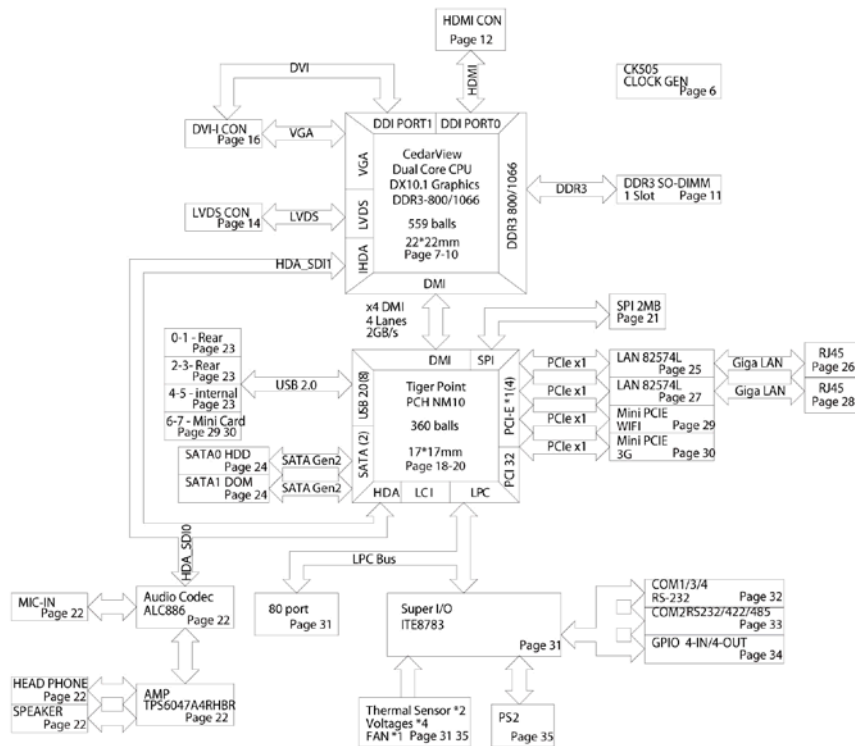 HDMI CON
Page 12
CK505
CLOCK GEN
Page 6
DVI
HDMI
DVI-I CON
Page 16
VGA
DDI PORT1
DDI PORT0
VGA
CedarView
Dual Core CPU
DX10.1 Graphics
DDR3-800/1066
559 balls
22*22mm
Page 7-10
DDR3 800/1066
DDR3
DDR3 SO-DIMM
1 Slot
Page 11
LVDS CON
Page 14
LVDS
LVDS
IHDA
HDA_SDI1
DMI
x4 DMI
4 Lanes
2GB/s
SPI 2MB
Page 21
0-1 - Rear
Page 23
2-3- Rear
Page 23
4-5 - internal
Page 23
6-7 - Mini Card
Page 29 30
USB 2.0
USB 2.0(8)
DMI
SPI
Tiger Point
PCH NM10
360 balls
17*17mm
Page 18-20
PCI-E *1(4)
PCI 32
PCIe x1
PCIe x1
PCIe x1
PCIe x1
LAN 82574L
Page 25
LAN 82574L
Page 27
Mini PCIE
WIFI
Page 29
Mini PCIE
3G
Page 30
Giga LAN
Giga LAN
RJ45
Page 26
RJ45
Page 28
SATA0 HDD
Page 24
SATA1 DOM
Page 24
SATA Gen2
SATA Gen2
SATA (2)
HDA
LCI
LPC
HDA_SDI0
LPC Bus
MIC-IN
Page 22
Audio Codec
ALC886
Page 22
80 port
Page 31
Super I/O
ITE8783
Page 31
COM1/3/4
RS-232
Page 32
COM2RS232/422/485
Page 33
GPIO 4-IN/4-OUT
Page 34
HEAD PHONE
Page 22
SPEAKER
Page 22
AMP
TPS6047A4RHBR
Page 22
Thermal Sensor *2
Voltages *4
FAN *1 Page 31 35
PS2
Page 35